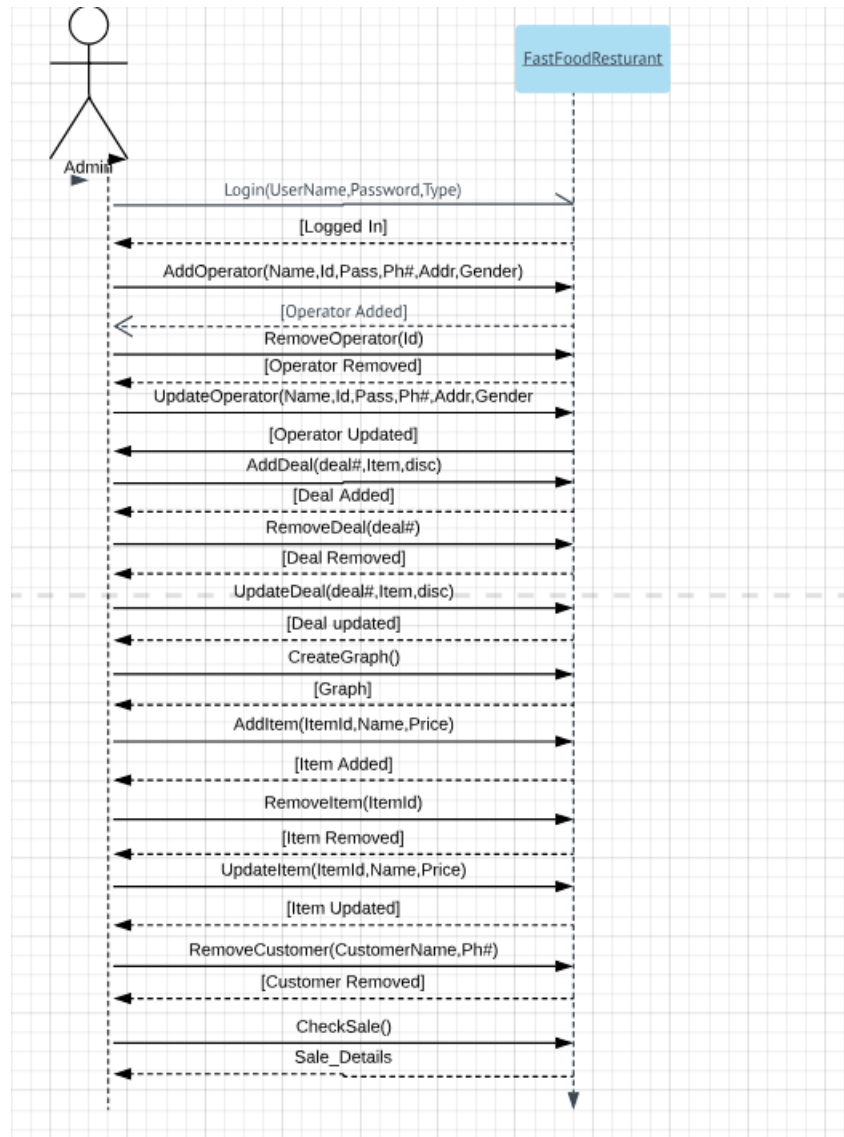 FastFoodResturant
Admin
Login(UserName,Password,Type)
[Logged In]
AddOperator(Name,Id,Pass,Ph#,Addr,Gender)
[Operator Added]
RemoveOperator(Id)
[Operator Removed]
UpdateOperator(Name,Id,Pass,Ph#,Addr,Gender
[Operator Updated]
AddDeal(deal#,Item,disc)
[Deal Added]
RemoveDeal(deal#)
[Deal Removed]
UpdateDeal(deal#,Item,disc)
[Deal updated]
CreateGraph()
[Graph]
AddItem(ItemId,Name,Price)
[Item Added]
RemoveItem(ItemId)
[Item Removed]
UpdateItem(ItemId,Name,Price)
[Item Updated]
RemoveCustomer(CustomerName,Ph#)
[Customer Removed]
CheckSale()
Sale_Details